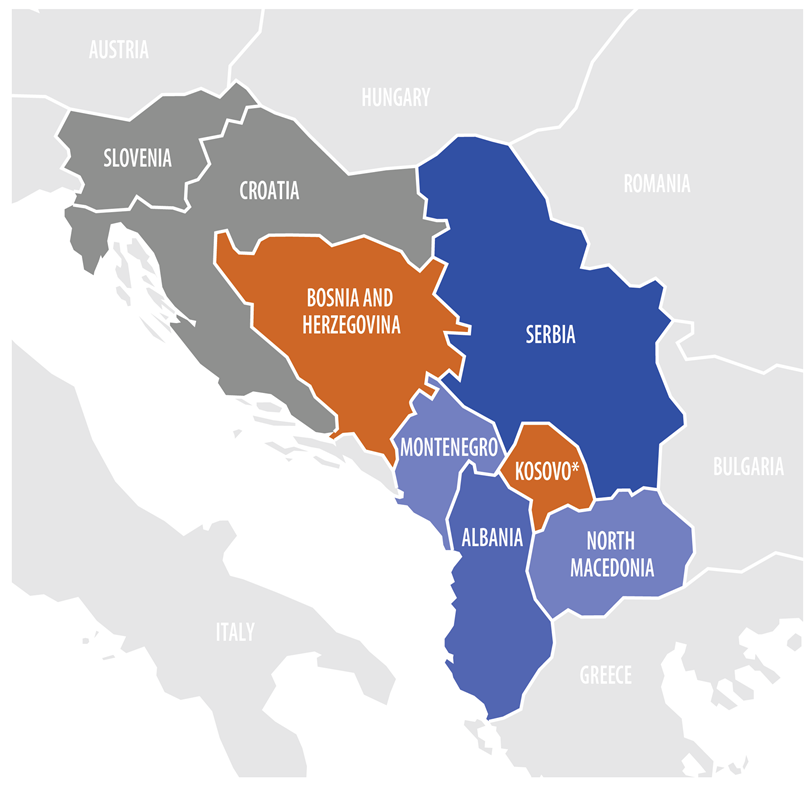 AUSTRIA
HUNGARY
SLOVENIA
CROATIA
ROMANIA
BOSNIA AND
HERZEGOVINA
SERBIA
MONTENEGRO
KOSOVO*
BULGARIA
ALBANIA
NORTH
MACEDONIA
ITALY
GREECE